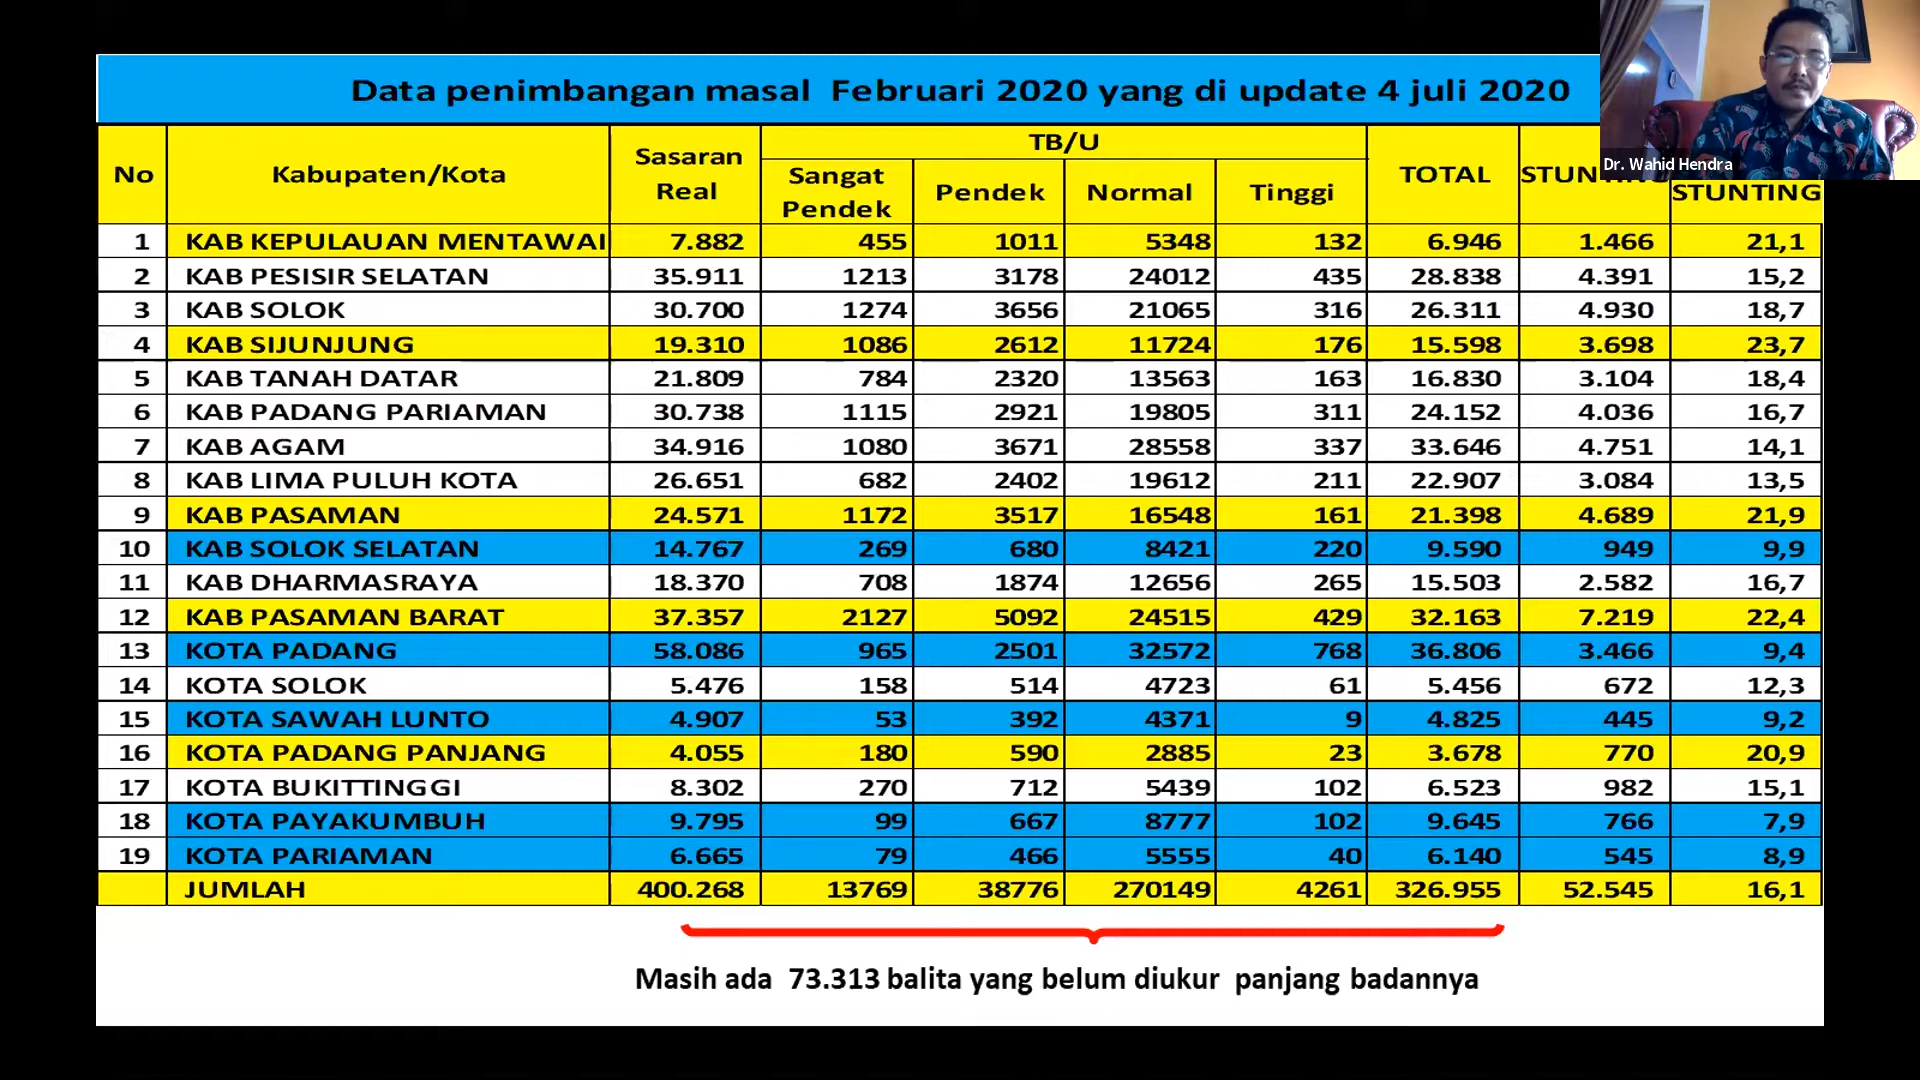 Data penimbangan masal Februari 2020 yang di update 4 juli 2020
No Kabupaten/Kota Sasaran Real TB/U TOTAL STUNTING
Sangat Pendek Pendek Normal Tinggi STUNTING
Dr. Wahid Hendra
1 KAB KEPULAUAN MENTAWAI 7.882 455 1011 5348 132 6.946 1.466 21,1
2 KAB PESISIR SELATAN 35.911 1213 3178 24012 435 28.838 4.391 15,2
3 KAB SOLOK 30.700 1274 3656 21065 316 26.311 4.930 18,7
4 KAB SIJUNJUNG 19.310 1086 2612 11724 176 15.598 3.698 23,7
5 KAB TANAH DATAR 21.809 784 2320 13563 163 16.830 3.104 18,4
6 KAB PADANG PARIAMAN 30.738 1115 2921 19805 311 24.152 4.036 16,7
7 KAB AGAM 34.916 1080 3671 28558 337 33.646 4.751 14,1
8 KAB LIMA PULUH KOTA 26.651 682 2402 19612 211 22.907 3.084 13,5
9 KAB PASAMAN 24.571 1172 3517 16548 161 21.398 4.689 21,9
10 KAB SOLOK SELATAN 14.767 269 680 8421 220 9.590 949 9,9
11 KAB DHARMASRAYA 18.370 708 1874 12656 265 15.503 2.582 16,7
12 KAB PASAMAN BARAT 37.357 2127 5092 24515 429 32.163 7.219 22,4
13 KOTA PADANG 58.086 965 2501 32572 768 36.806 3.466 9,4
14 KOTA SOLOK 5.476 158 514 4723 61 5.456 672 12,3
15 KOTA SAWAH LUNTO 4.907 53 392 4371 9 4.825 445 9,2
16 KOTA PADANG PANJANG 4.055 180 590 2885 23 3.678 770 20,9
17 KOTA BUKITTINGGI 8.302 270 712 5439 102 6.523 982 15,1
18 KOTA PAYAKUMBUH 9.795 99 667 8777 102 9.645 766 7,9
19 KOTA PARIAMAN 6.665 79 466 5555 40 6.140 545 8,9
JUMLAH 400.268 13769 38776 270149 4261 326.955 52.545 16,1
Masih ada 73.313 balita yang belum diukur panjang badannya